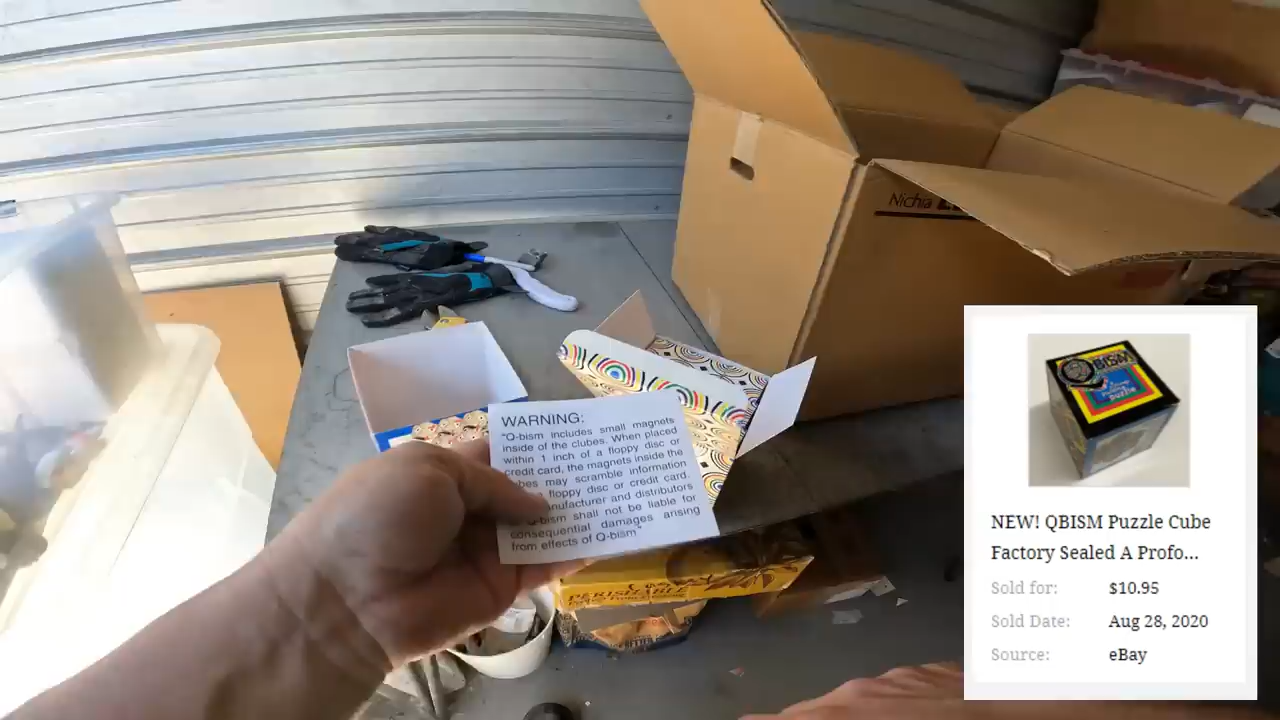 Nichia
WARNING:
"Q-bism includes small magnets
inside of the clubes. When placed
within 1 inch of a floppy disc or
credit card, the magnets inside the
may scramble information
floppy disc or credit card.
and distributors
Q-bism shall not be liable for
consequential damages arising
from effects of Q-bism"
PERISHABLE
QBISM
puzzle
NEW! QBISM Puzzle Cube
Factory Sealed A Profo...
Sold for: $10.95
Sold Date: Aug 28, 2020
Source: eBay